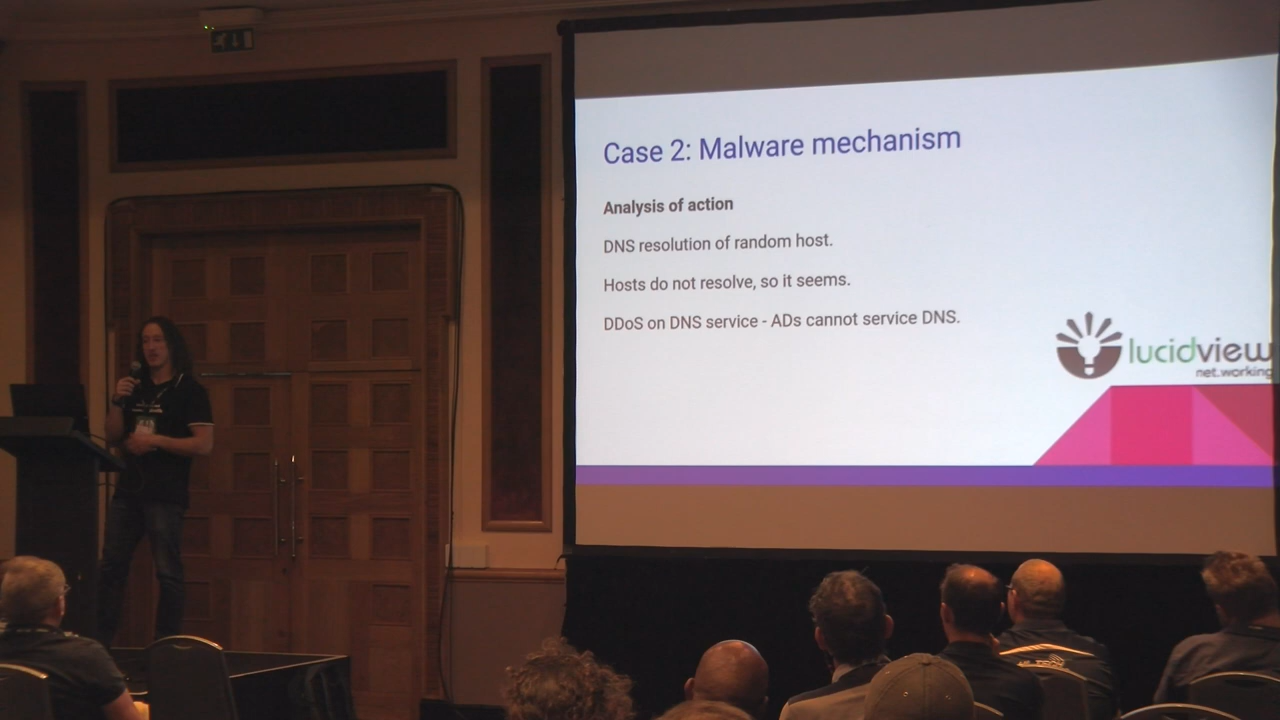 Case 2: Malware mechanism
Analysis of action
DNS resolution of random host.
Hosts do not resolve, so it seems.
DDoS on DNS service - ADs cannot service DNS.
lucidview
net.working